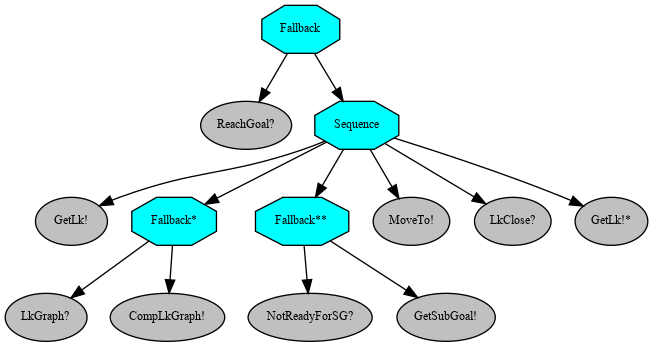 Fallback
ReachGoal?
Sequence
GetLk!
Fallback*
Fallback**
MoveTo!
LkClose?
GetLk!*
LkGraph?
CompLkGraph!
NotReadyForSG?
GetSubGoal!